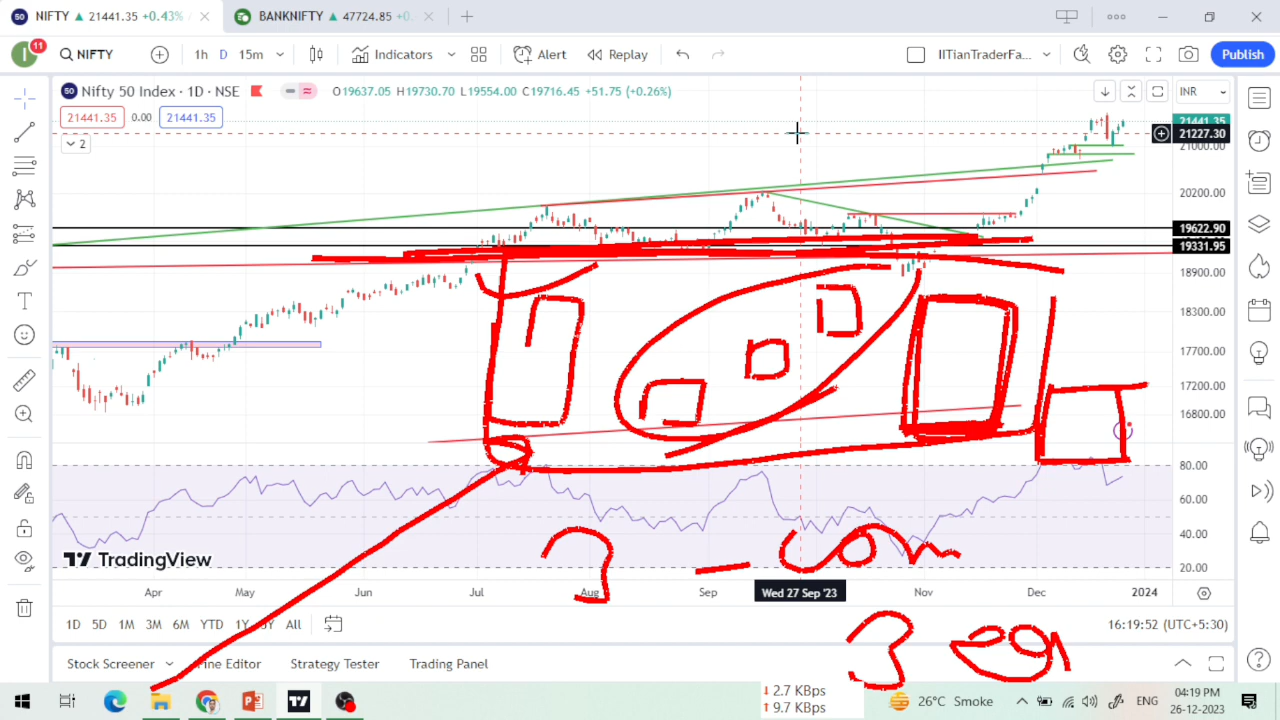 NIFTY 21441.35 +0.43%
BANKNIFTY 47724.85 +0.
11
NIFTY 1h D 15m Indicators Alert Replay IITianTraderFa... Publish
50 Nifty 50 Index · 1D · NSE O19637.05 H19730.70 L19554.00 C19716.45 +51.75 (+0.26%) INR
21441.35 0.00 21441.35
2
21441.35
21227.30
21000.00
20200.00
19622.90
19331.95
18900.00
18300.00
17700.00
17200.00
16800.00
80.00
60.00
40.00
20.00
TradingView
Apr May Jun Jul Aug Sep Wed 27 Sep '23 Nov Dec 2024
1D 5D 1M 3M 6M YTD 1Y 5Y All 16:19:52 (UTC+5:30)
3
Stock Screener Pine Editor Strategy Tester Trading Panel
2.7 KBps
9.7 KBps
26°C Smoke ENG 04:19 PM
26-12-2023